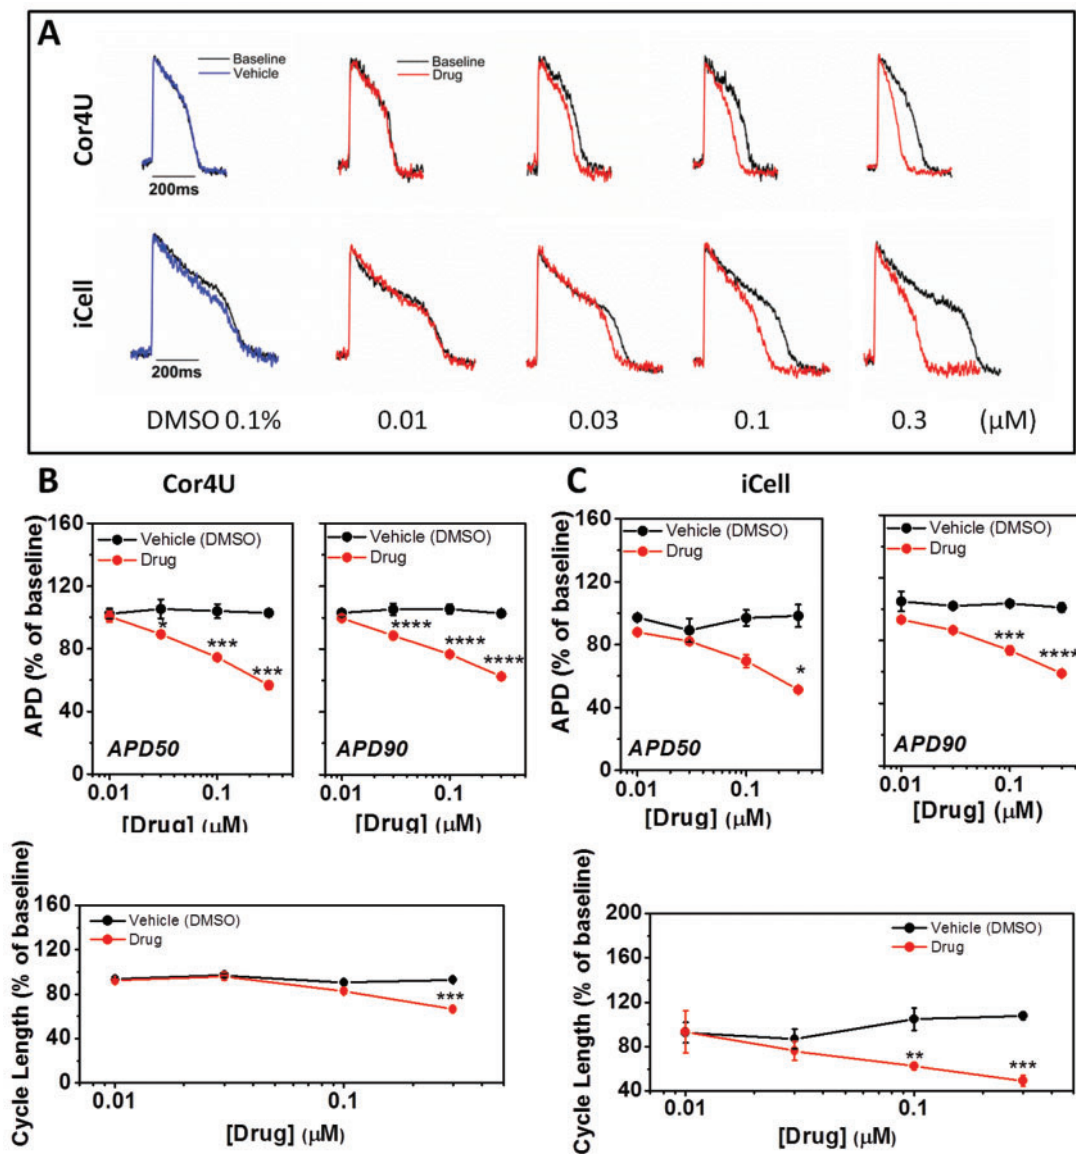 A
Cor4U
Baseline
Vehicle
Baseline
Drug
200ms
iCell
200ms
DMSO 0.1% 0.01 0.03 0.1 0.3 (µM)
B Cor4U
C iCell
APD (% of baseline)
160
120
80
40
0
Vehicle (DMSO)
Drug
*
***
***
APD50
0.01 0.1
[Drug] (µM)
Vehicle (DMSO)
Drug
****
****
****
APD90
0.01 0.1
[Drug] (µM)
APD (% of baseline)
160
120
80
40
0
Vehicle (DMSO)
Drug
*
APD50
0.01 0.1
[Drug] (µM)
Vehicle (DMSO)
Drug
***
****
APD90
0.01 0.1
[Drug] (µM)
Cycle Length (% of baseline)
160
120
80
40
0
Vehicle (DMSO)
Drug
***
0.01 0.1
[Drug] (µM)
Cycle Length (% of baseline)
200
160
120
80
40
Vehicle (DMSO)
Drug
**
***
0.01 0.1
[Drug] (µM)